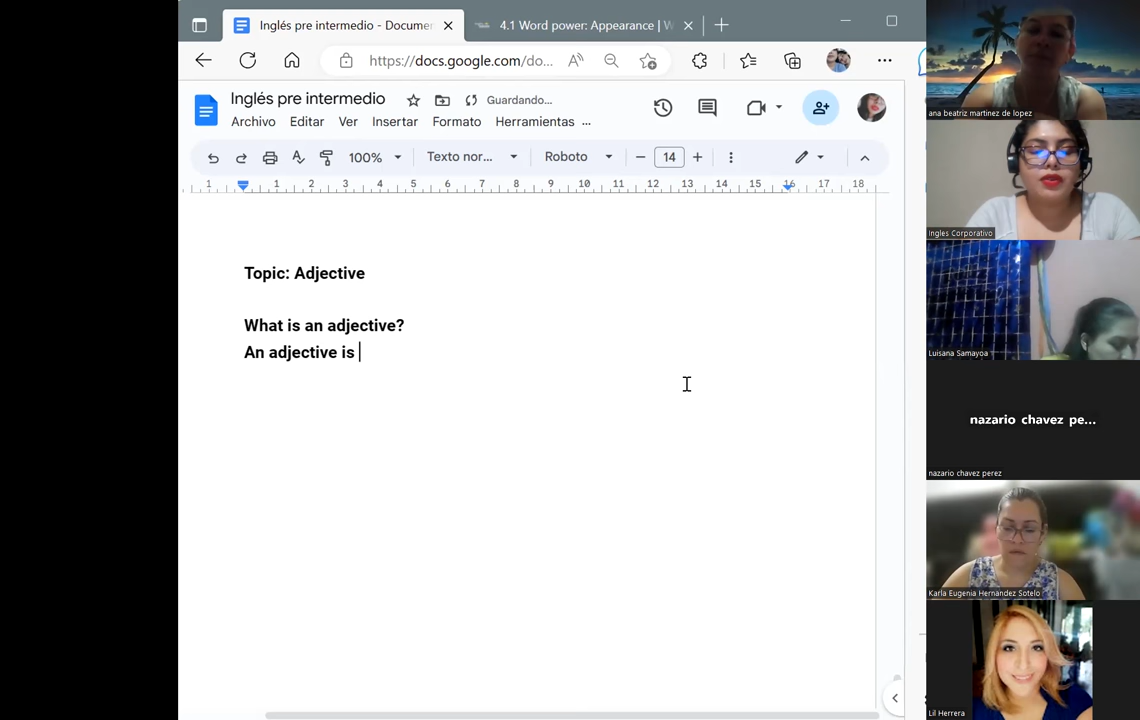 Inglés pre intermedio - Documen
4.1 Word power: Appearance | W
https://docs.google.com/do...
Inglés pre intermedio
Guardando...
Archivo Editar Ver Insertar Formato Herramientas ...
100% Texto nor... Roboto 14
1 1 2 3 4 5 6 7 8 9 10 11 12 13 14 15 16 17 18
Topic: Adjective
What is an adjective?
An adjective is
ana beatriz martinez de lopez
Ingles Corporativo
Luisana Samayoa
nazario chavez pe...
nazario chavez perez
Karla Eugenia Hernández Sotelo
Lil Herrera